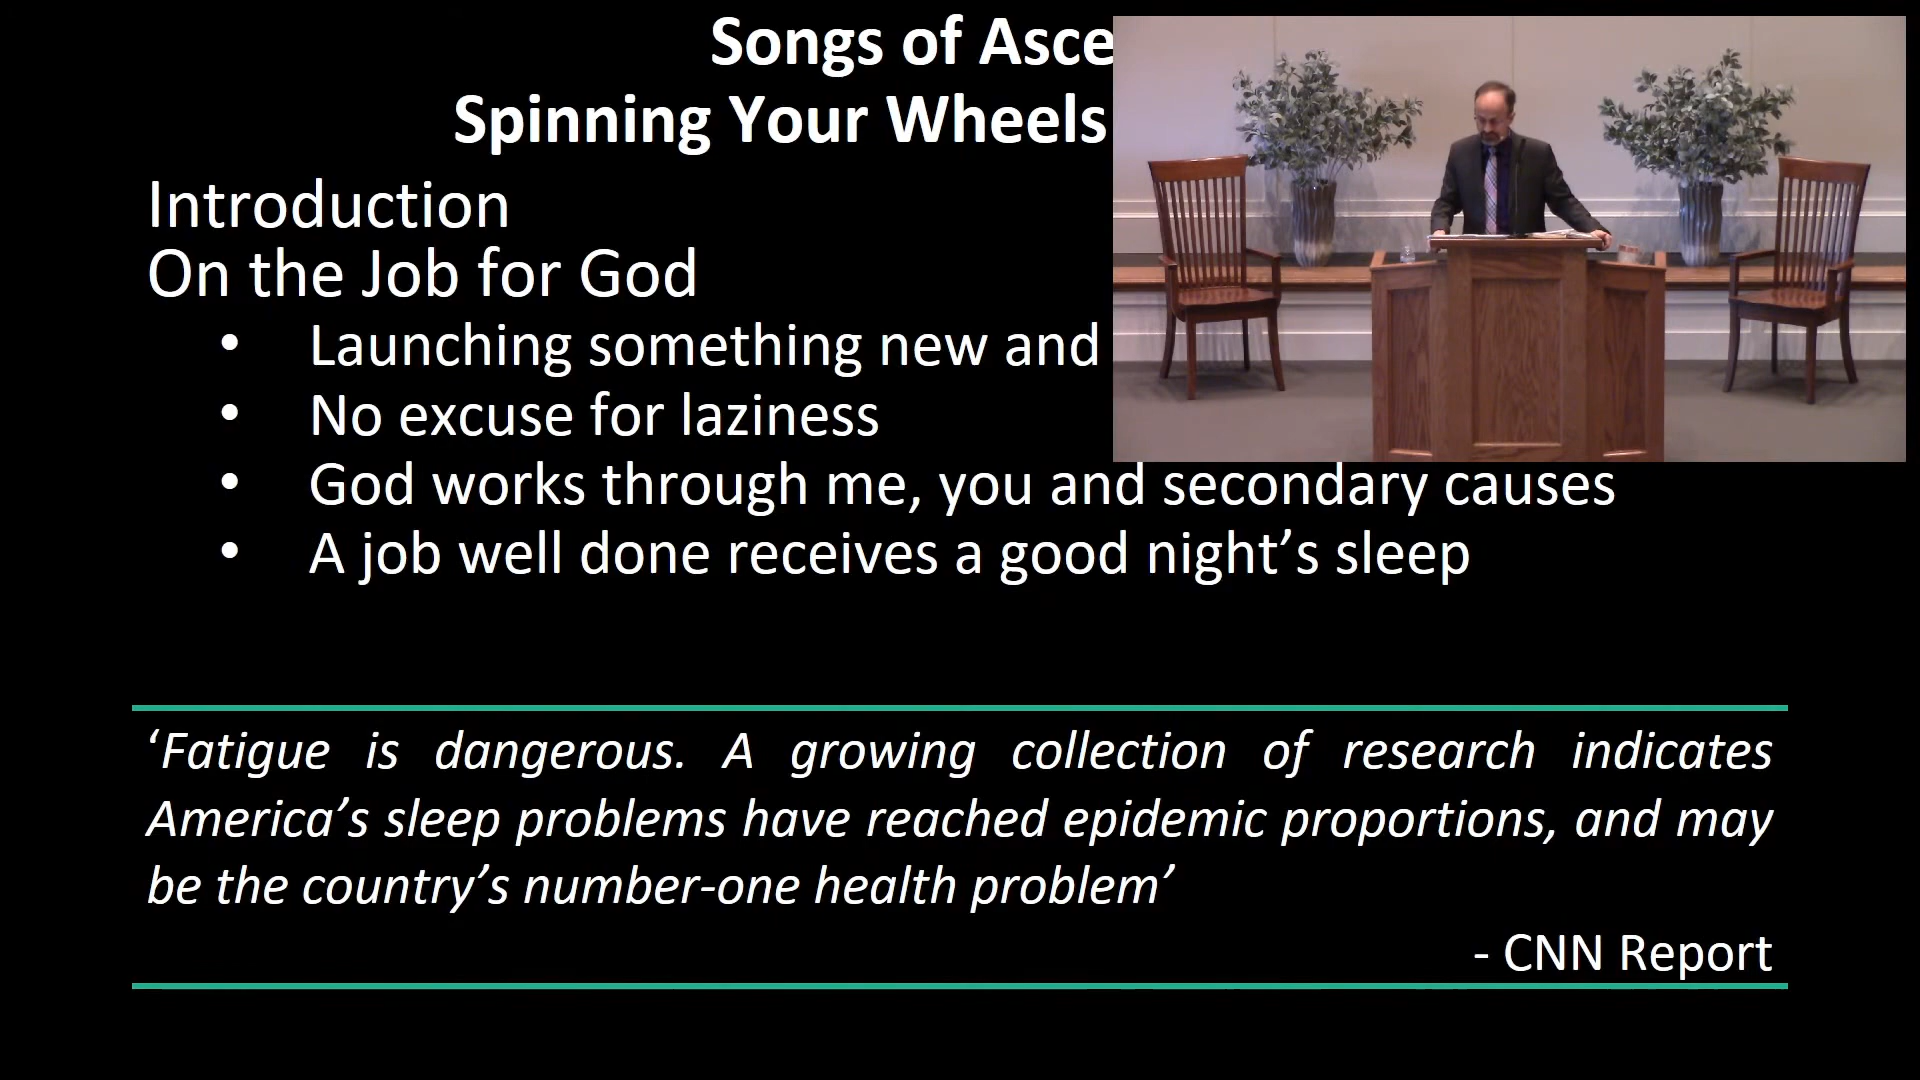 Songs of Asce
Spinning Your Wheels
Introduction
On the Job for God
• Launching something new and
• No excuse for laziness
• God works through me, you and secondary causes
• A job well done receives a good night’s sleep
‘Fatigue is dangerous. A growing collection of research indicates
America’s sleep problems have reached epidemic proportions, and may
be the country’s number-one health problem’
- CNN Report